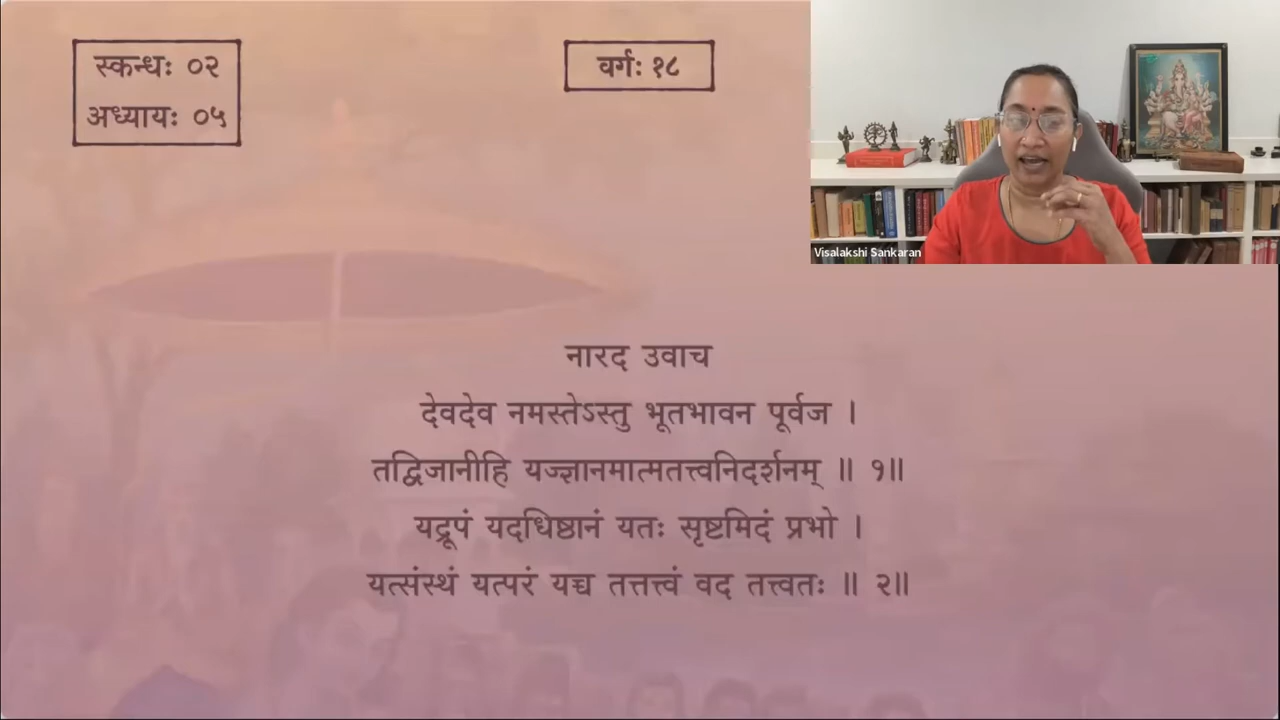 स्कन्धः ०२
अध्यायः ०५
वर्गः १८
Visalakshi Sankaran
नारद उवाच
देवदेव नमस्तेऽस्तु भूतभावन पूर्वज ।
तद्विजानीहि यज्ज्ञानमात्मतत्त्वनिदर्शनम् ॥ १॥
यद्रूपं यदधिष्ठानं यतः सृष्टमिदं प्रभो ।
यत्संस्थं यत्परं यच्च तत्तत्त्वं वद तत्त्वतः ॥ २॥